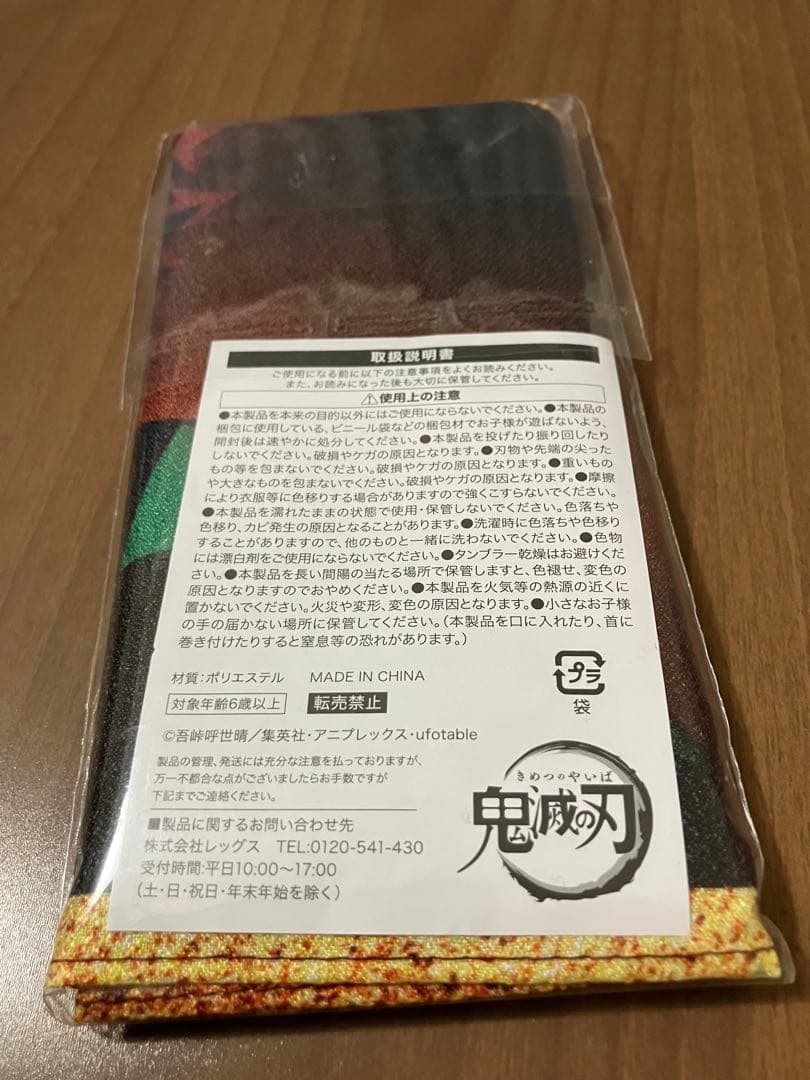 取扱説明書
ご使用になる前に以下の注意事項をよくお読みください。
また、お読みになった後も大切に保管してください。
⚠使用上の注意
●本製品を本来の目的以外にはご使用にならないでください。●本製品の
梱包に使用している、ビニール袋などの梱包材でお子様が遊ばないよう、
開封後は速やかに処分してください。●本製品を投げたり振り回したり
しないでください。破損やケガの原因となります。●刃物や先端の尖った
もの等を包まないでください。破損やケガの原因となります。●重いもの
や大きなものを包まないでください。破損やケガの原因となります。●摩擦
により衣服等に色移りする場合がありますので強くこすらないでください。
●本製品を濡れたままの状態で使用・保管しないでください。色落ちや
色移り、カビ発生の原因となることがあります。●洗濯時に色落ちや色移り
することがありますので、他のものと一緒に洗わないでください。●色物
には漂白剤をご使用にならないでください。●タンブラー乾燥はお避けくだ
さい。●本製品を長い間陽の当たる場所で保管しますと、色褪せ、変色の
原因となりますのでおやめください。●本製品を火気等の熱源の近くに
置かないでください。火災や変形、変色の原因となります。●小さなお子様
の手の届かない場所に保管してください。(本製品を口に入れたり、首に
巻き付けたりすると窒息等の恐れがあります。)
材質:ポリエステル MADE IN CHINA
対象年齢6歳以上 転売禁止
プラ
袋
©吾峠呼世晴/集英社・アニプレックス・ufotable
製品の管理、発送には充分な注意を払っておりますが、
万一不都合な点がございましたらお手数ですが
下記までご連絡ください。
■製品に関するお問い合わせ先
株式会社レッグス TEL:0120-541-430
受付時間:平日10:00〜17:00
(土・日・祝日・年末年始を除く)
きめつのやいば
鬼滅の刃